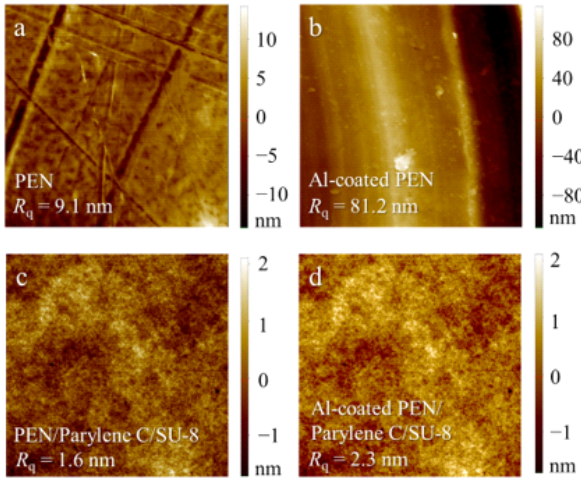 a
10
5
0
−5
−10
nm
PEN
Rq = 9.1 nm
b
80
40
0
−40
−80
nm
Al-coated PEN
Rq = 81.2 nm
c
2
1
0
−1
nm
PEN/Parylene C/SU-8
Rq = 1.6 nm
d
2
1
0
−1
nm
Al-coated PEN/
Parylene C/SU-8
Rq = 2.3 nm